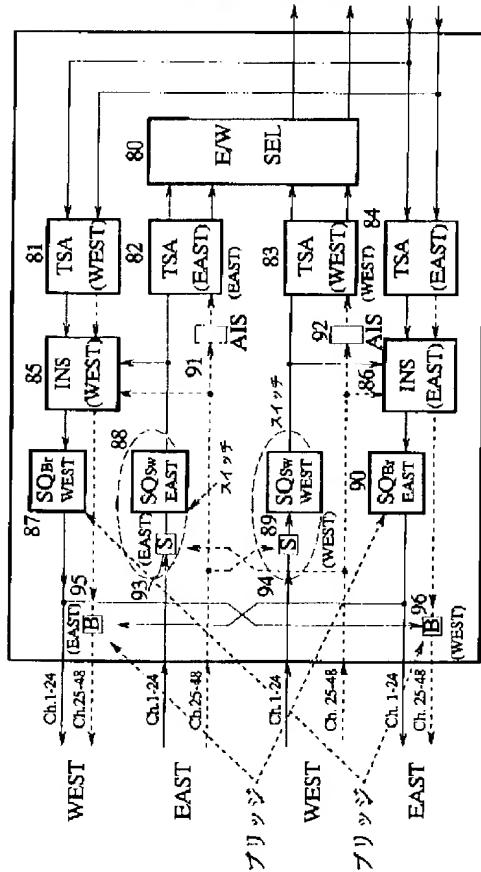 WEST
EAST
WEST
EAST
ブリッジ
ブリッジ
Ch.1-24
Ch.25-48
Ch.1-24
Ch.25-48
Ch.1-24
Ch. 25-48
Ch.1-24
Ch.25-48
(EAST)
B
95
93
(EAST)
S
94
S
89
(WEST)
96
B
(WEST)
87
SQBr
WEST
88
SQSw
EAST
スイッチ
スイッチ
SQSw
WEST
90
SQBr
EAST
85
INS
(WEST)
91
AIS
92
AIS
86
INS
(EAST)
81
TSA
(WEST)
82
TSA
(EAST)
(EAST)
83
TSA
(WEST)
(WEST)
84
TSA
(EAST)
80
E/W
SEL